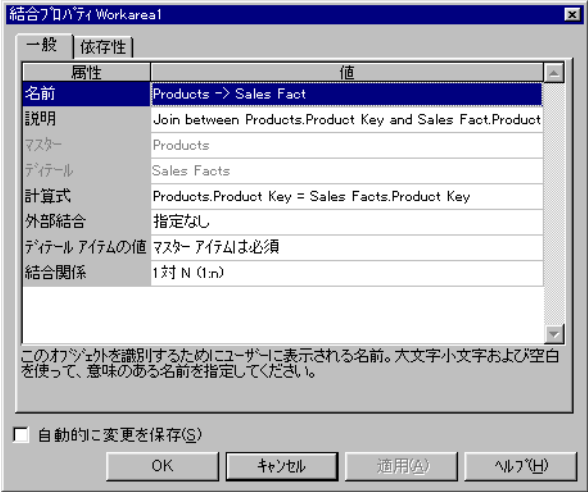 結合プロパティ Workarea1
一般 依存性
属性 値
名前 Products -> Sales Fact
説明 Join between Products.Product Key and Sales Fact.Product
マスター Products
ディテール Sales Facts
計算式 Products.Product Key = Sales Facts.Product Key
外部結合 指定なし
ディテール アイテムの値 マスター アイテムは必須
結合関係 1対 N (1:n)
このオブジェクトを識別するためにユーザーに表示される名前。大文字小文字および空白
を使って、意味のある名前を指定してください。
自動的に変更を保存(S)
OK キャンセル 適用(A) ヘルプ(H)